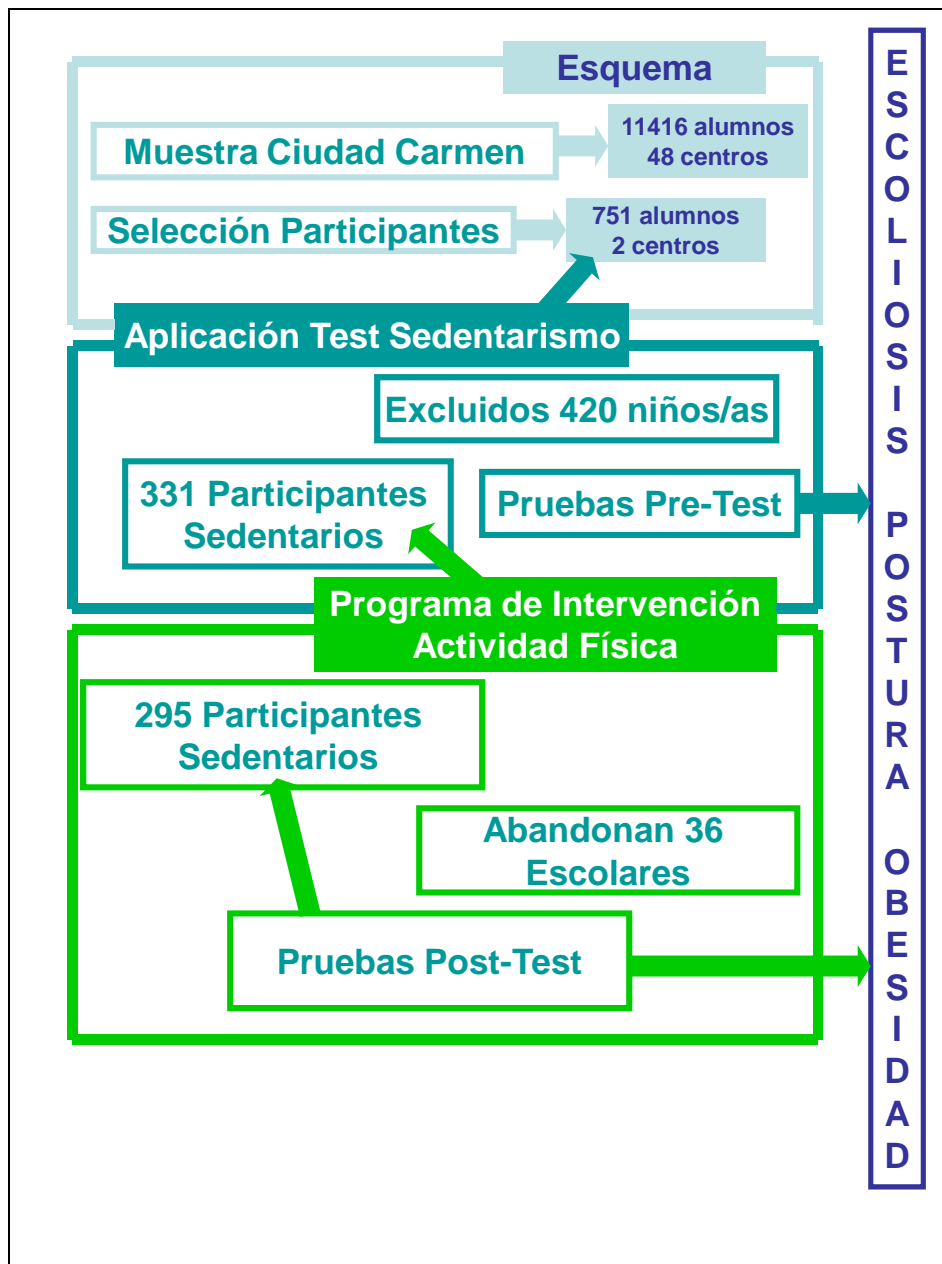 Esquema
Muestra Ciudad Carmen
11416 alumnos
48 centros
Selección Participantes
751 alumnos
2 centros
Aplicación Test Sedentarismo
Excluidos 420 niños/as
331 Participantes
Sedentarios
Pruebas Pre-Test
Programa de Intervención
Actividad Física
295 Participantes
Sedentarios
Abandonan 36
Escolares
Pruebas Post-Test
ESCOLIOSIS POSTURA OBESIDAD